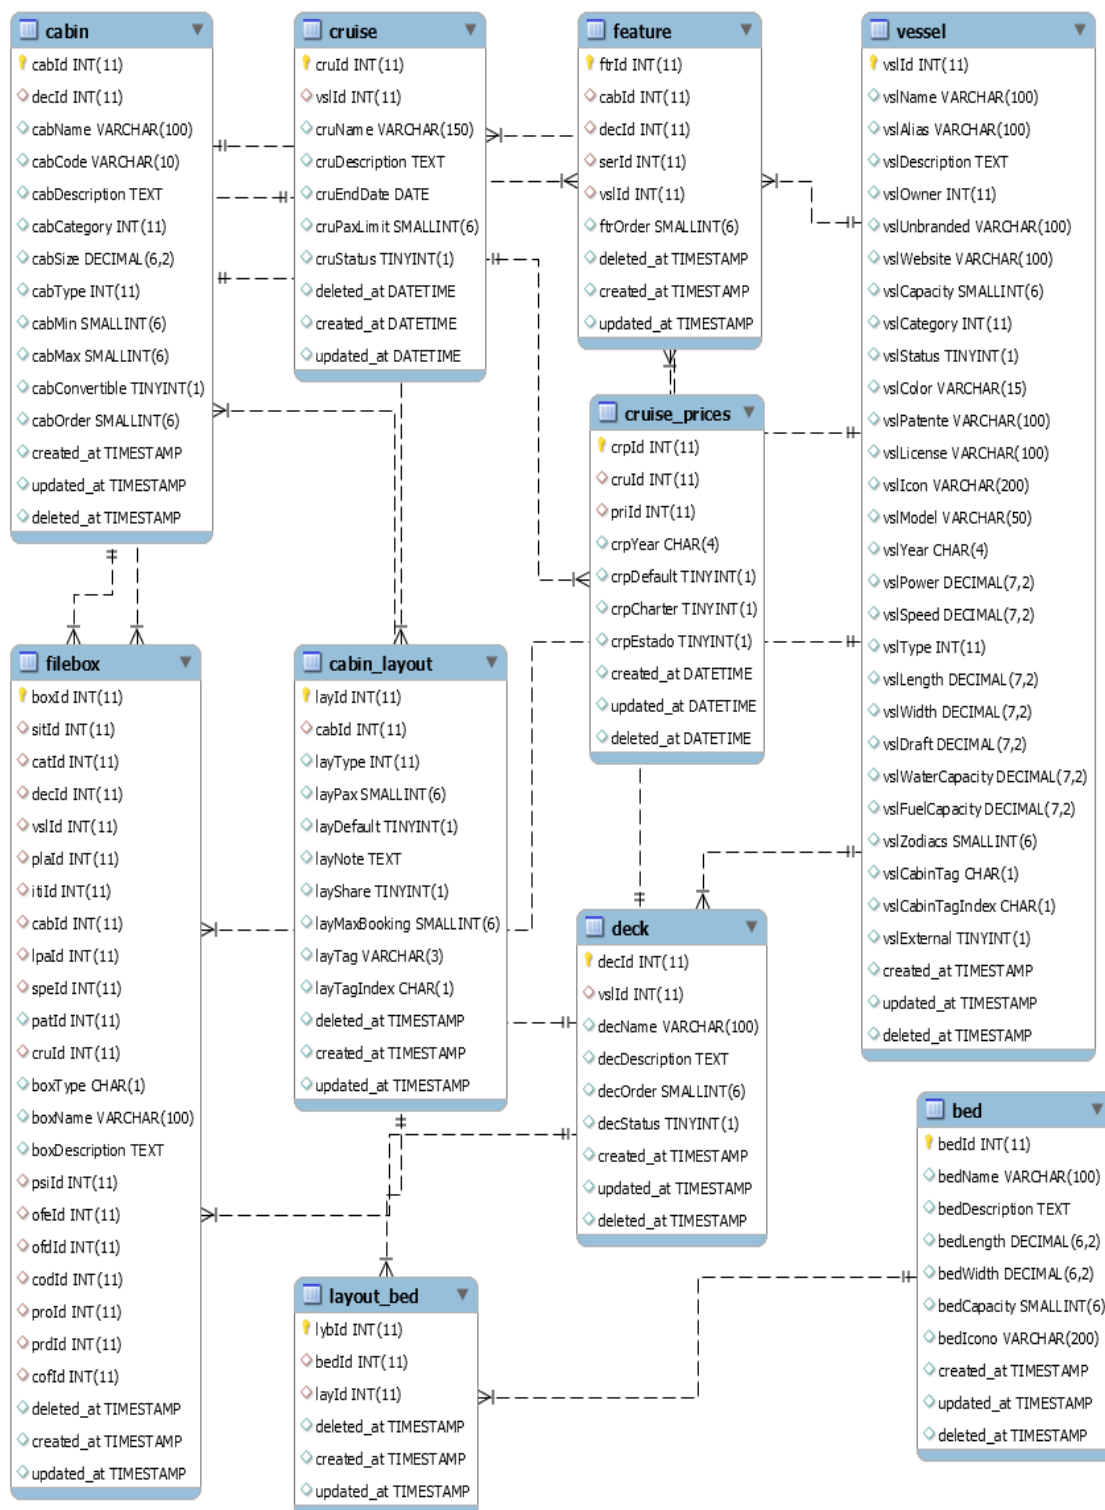 cabin
cabId INT(11)
decId INT(11)
cabName VARCHAR(100)
cabCode VARCHAR(10)
cabDescription TEXT
cabCategory INT(11)
cabSize DECIMAL(6,2)
cabType INT(11)
cabMin SMALLINT(6)
cabMax SMALLINT(6)
cabConvertible TINYINT(1)
cabOrder SMALLINT(6)
created_at TIMESTAMP
updated_at TIMESTAMP
deleted_at TIMESTAMP
cruise
cruId INT(11)
vslId INT(11)
cruName VARCHAR(150)
cruDescription TEXT
cruEndDate DATE
cruPaxLimit SMALLINT(6)
cruStatus TINYINT(1)
deleted_at DATETIME
created_at DATETIME
updated_at DATETIME
feature
ftrId INT(11)
cabId INT(11)
decId INT(11)
serId INT(11)
vslId INT(11)
ftrOrder SMALLINT(6)
deleted_at TIMESTAMP
created_at TIMESTAMP
updated_at TIMESTAMP
vessel
vslId INT(11)
vslName VARCHAR(100)
vslAlias VARCHAR(100)
vslDescription TEXT
vslOwner INT(11)
vslUnbranded VARCHAR(100)
vslWebsite VARCHAR(100)
vslCapacity SMALLINT(6)
vslCategory INT(11)
vslStatus TINYINT(1)
vslColor VARCHAR(15)
vslPatente VARCHAR(100)
vslLicense VARCHAR(100)
vslIcon VARCHAR(200)
vslModel VARCHAR(50)
vslYear CHAR(4)
vslPower DECIMAL(7,2)
vslSpeed DECIMAL(7,2)
vslType INT(11)
vslLength DECIMAL(7,2)
vslWidth DECIMAL(7,2)
vslDraft DECIMAL(7,2)
vslWaterCapacity DECIMAL(7,2)
vslFuelCapacity DECIMAL(7,2)
vslZodiacs SMALLINT(6)
vslCabinTag CHAR(1)
vslCabinTagIndex CHAR(1)
vslExternal TINYINT(1)
created_at TIMESTAMP
updated_at TIMESTAMP
deleted_at TIMESTAMP
cruise_prices
crpId INT(11)
cruId INT(11)
priId INT(11)
crpYear CHAR(4)
crpDefault TINYINT(1)
crpCharter TINYINT(1)
crpEstado TINYINT(1)
created_at DATETIME
updated_at DATETIME
deleted_at DATETIME
filebox
boxId INT(11)
sitId INT(11)
catId INT(11)
decId INT(11)
vslId INT(11)
plaId INT(11)
itiId INT(11)
cabId INT(11)
lpaId INT(11)
speId INT(11)
patId INT(11)
cruId INT(11)
boxType CHAR(1)
boxName VARCHAR(100)
boxDescription TEXT
psiId INT(11)
ofeId INT(11)
ofdId INT(11)
codId INT(11)
proId INT(11)
prdId INT(11)
cofId INT(11)
deleted_at TIMESTAMP
created_at TIMESTAMP
updated_at TIMESTAMP
cabin_layout
layId INT(11)
cabId INT(11)
layType INT(11)
layPax SMALLINT(6)
layDefault TINYINT(1)
layNote TEXT
layShare TINYINT(1)
layMaxBooking SMALLINT(6)
layTag VARCHAR(3)
layTagIndex CHAR(1)
deleted_at TIMESTAMP
created_at TIMESTAMP
updated_at TIMESTAMP
deck
decId INT(11)
vslId INT(11)
decName VARCHAR(100)
decDescription TEXT
decOrder SMALLINT(6)
decStatus TINYINT(1)
created_at TIMESTAMP
updated_at TIMESTAMP
deleted_at TIMESTAMP
bed
bedId INT(11)
bedName VARCHAR(100)
bedDescription TEXT
bedLength DECIMAL(6,2)
bedWidth DECIMAL(6,2)
bedCapacity SMALLINT(6)
bedIcono VARCHAR(200)
created_at TIMESTAMP
updated_at TIMESTAMP
deleted_at TIMESTAMP
layout_bed
lybId INT(11)
bedId INT(11)
layId INT(11)
deleted_at TIMESTAMP
created_at TIMESTAMP
updated_at TIMESTAMP